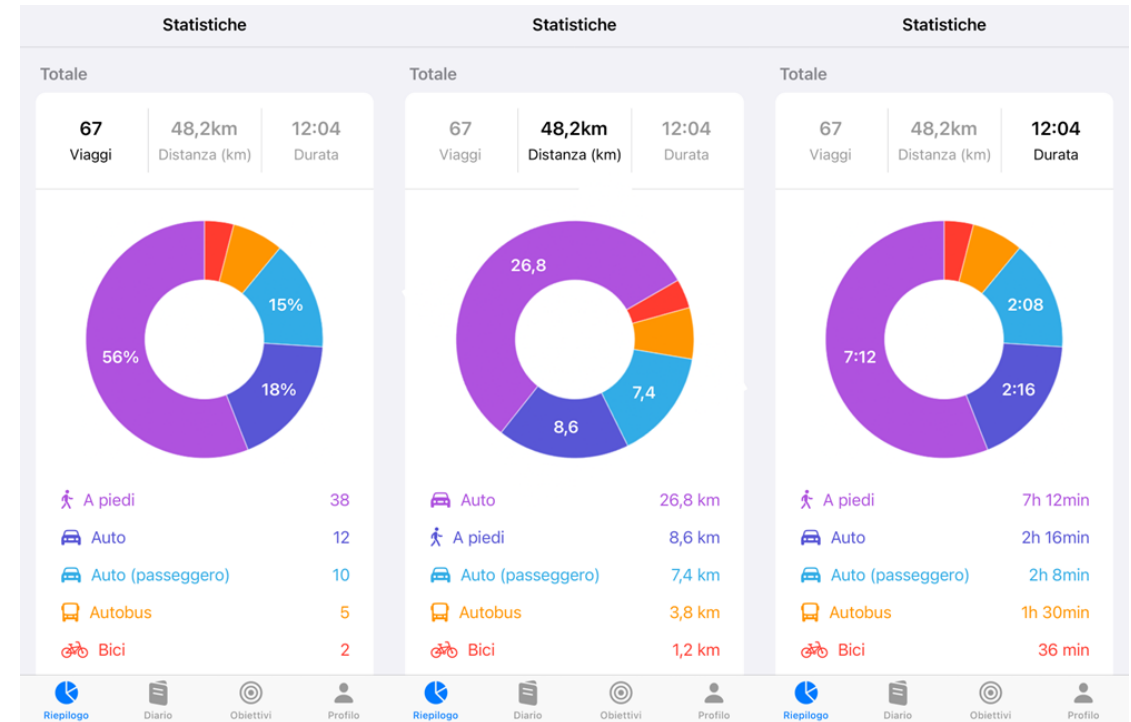 Statistiche
Totale
67 48,2km 12:04
Viaggi Distanza (km) Durata
15%
56%
18%
A piedi 38
Auto 12
Auto (passeggero) 10
Autobus 5
Bici 2
Riepilogo Diario Obiettivi Profilo
Statistiche
Totale
67 48,2km 12:04
Viaggi Distanza (km) Durata
26,8
7,4
8,6
Auto 26,8 km
A piedi 8,6 km
Auto (passeggero) 7,4 km
Autobus 3,8 km
Bici 1,2 km
Riepilogo Diario Obiettivi Profilo
Statistiche
Totale
67 48,2km 12:04
Viaggi Distanza (km) Durata
2:08
7:12
2:16
A piedi 7h 12min
Auto 2h 16min
Auto (passeggero) 2h 8min
Autobus 1h 30min
Bici 36 min
Riepilogo Diario Obiettivi Profilo